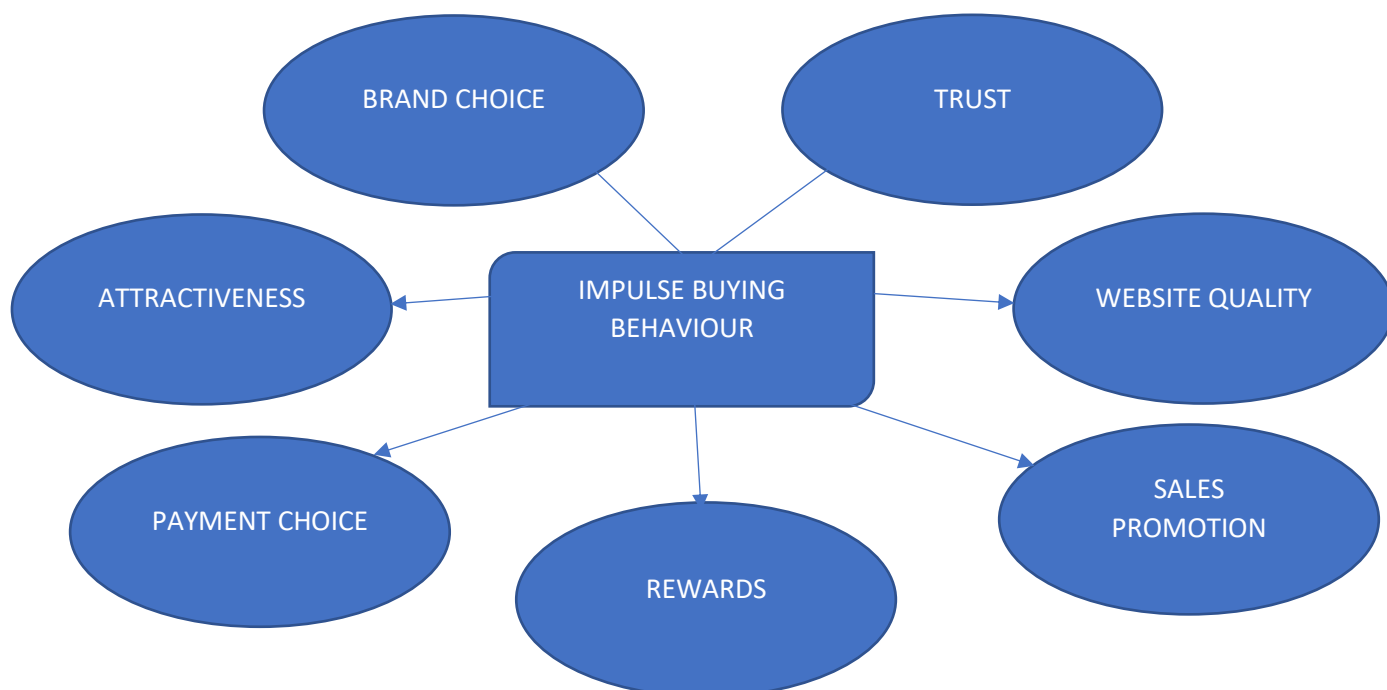 BRAND CHOICE
TRUST
ATTRACTIVENESS
IMPULSE BUYING
BEHAVIOUR
WEBSITE QUALITY
PAYMENT CHOICE
REWARDS
SALES
PROMOTION